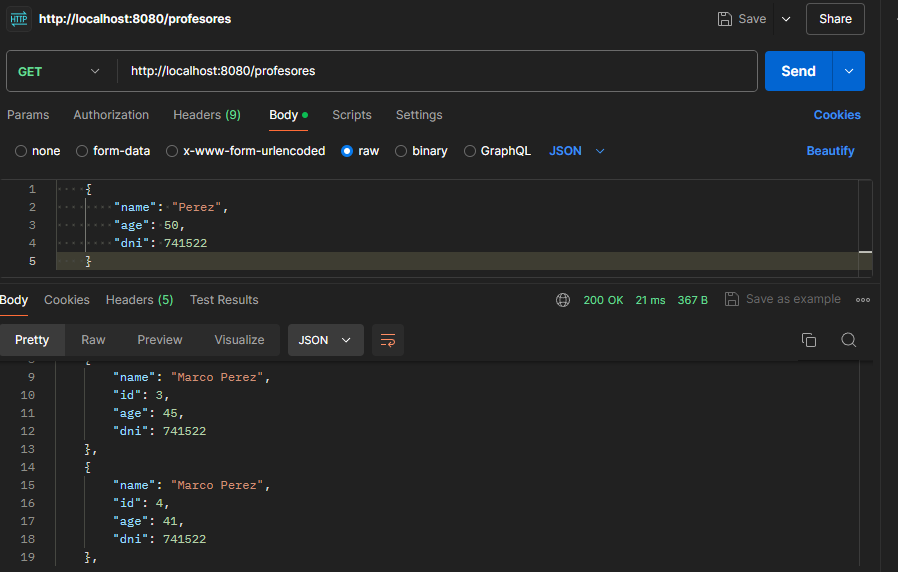 HTTP http://localhost:8080/profesores Save Share
GET http://localhost:8080/profesores Send
Params Authorization Headers (9) Body Scripts Settings Cookies
none form-data x-www-form-urlencoded raw binary GraphQL JSON Beautify
1 {
2 "name": "Perez",
3 "age": 50,
4 "dni": 741522
5 }
Body Cookies Headers (5) Test Results 200 OK 21 ms 367 B Save as example
Pretty Raw Preview Visualize JSON
8 {
9 "name": "Marco Perez",
10 "id": 3,
11 "age": 45,
12 "dni": 741522
13 },
14 {
15 "name": "Marco Perez",
16 "id": 4,
17 "age": 41,
18 "dni": 741522
19 },